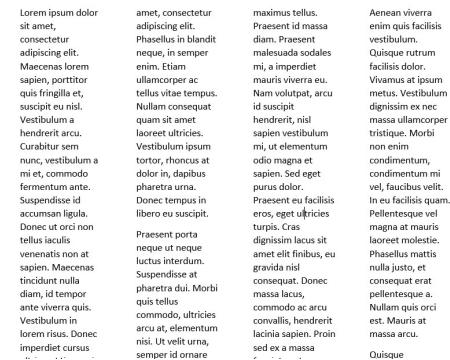 Lorem ipsum dolor
sit amet,
consectetur
adipiscing elit.
Maecenas lorem
sapien, porttitor
quis fringilla et,
suscipit eu nisl.
Vestibulum a
hendrerit arcu.
Curabitur sem
nunc, vestibulum a
mi et, commodo
fermentum ante.
Suspendisse id
accumsan ligula.
Donec ut orci non
tellus iaculis
venenatis non at
sapien. Maecenas
tincidunt nulla
diam, id tempor
ante viverra quis.
Vestibulum in
lorem risus. Donec
imperdiet cursus
amet, consectetur
adipiscing elit.
Phasellus in blandit
neque, in semper
enim. Etiam
ullamcorper ac
tellus vitae tempus.
Nullam consequat
quam sit amet
laoreet ultricies.
Vestibulum ipsum
tortor, rhoncus at
dolor in, dapibus
pharetra urna.
Donec tempus in
libero eu suscipit.
Praesent porta
neque ut neque
luctus interdum.
Suspendisse at
pharetra dui. Morbi
quis tellus
commodo, ultricies
arcu at, elementum
nisi. Ut velit urna,
semper id ornare
maximus tellus.
Praesent id massa
diam. Praesent
malesuada sodales
mi, a imperdiet
mauris viverra eu.
Nam volutpat, arcu
id suscipit
hendrerit, nisl
sapien vestibulum
mi, ut elementum
odio magna et
sapien. Sed eget
purus dolor.
Praesent eu facilisis
eros, eget ultricies
turpis. Cras
dignissim lacus sit
amet elit finibus, eu
gravida nisl
consequat. Donec
massa lacus,
commodo ac arcu
convallis, hendrerit
lacinia sapien. Proin
sed ex a massa
Aenean viverra
enim quis facilisis
vestibulum.
Quisque rutrum
facilisis dolor.
Vivamus at ipsum
metus. Vestibulum
dignissim ex nec
massa ullamcorper
tristique. Morbi
non enim
condimentum,
condimentum mi
vel, faucibus velit.
In eu facilisis quam.
Pellentesque vel
magna at mauris
laoreet molestie.
Phasellus mattis
nulla justo, et
consequat erat
pellentesque a.
Nullam quis orci
est. Mauris at
massa arcu.
Quisque